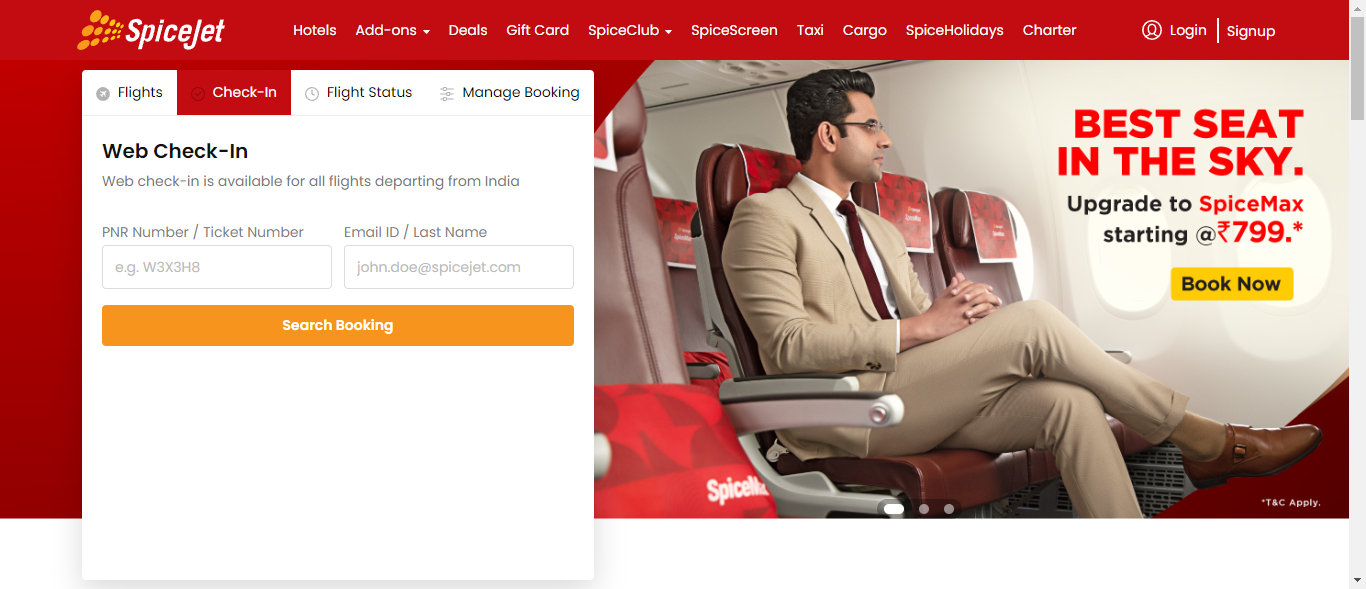 SpiceJet
Hotels Add-ons Deals Gift Card SpiceClub SpiceScreen Taxi Cargo SpiceHolidays Charter Login Signup
Flights Check-In Flight Status Manage Booking
Web Check-In
Web check-in is available for all flights departing from India
PNR Number / Ticket Number Email ID / Last Name
e.g. W3X3H8 john.doe@spicejet.com
Search Booking
BEST SEAT
IN THE SKY.
Upgrade to SpiceMax
starting @₹799.*
Book Now
SpiceMax
*T&C Apply.